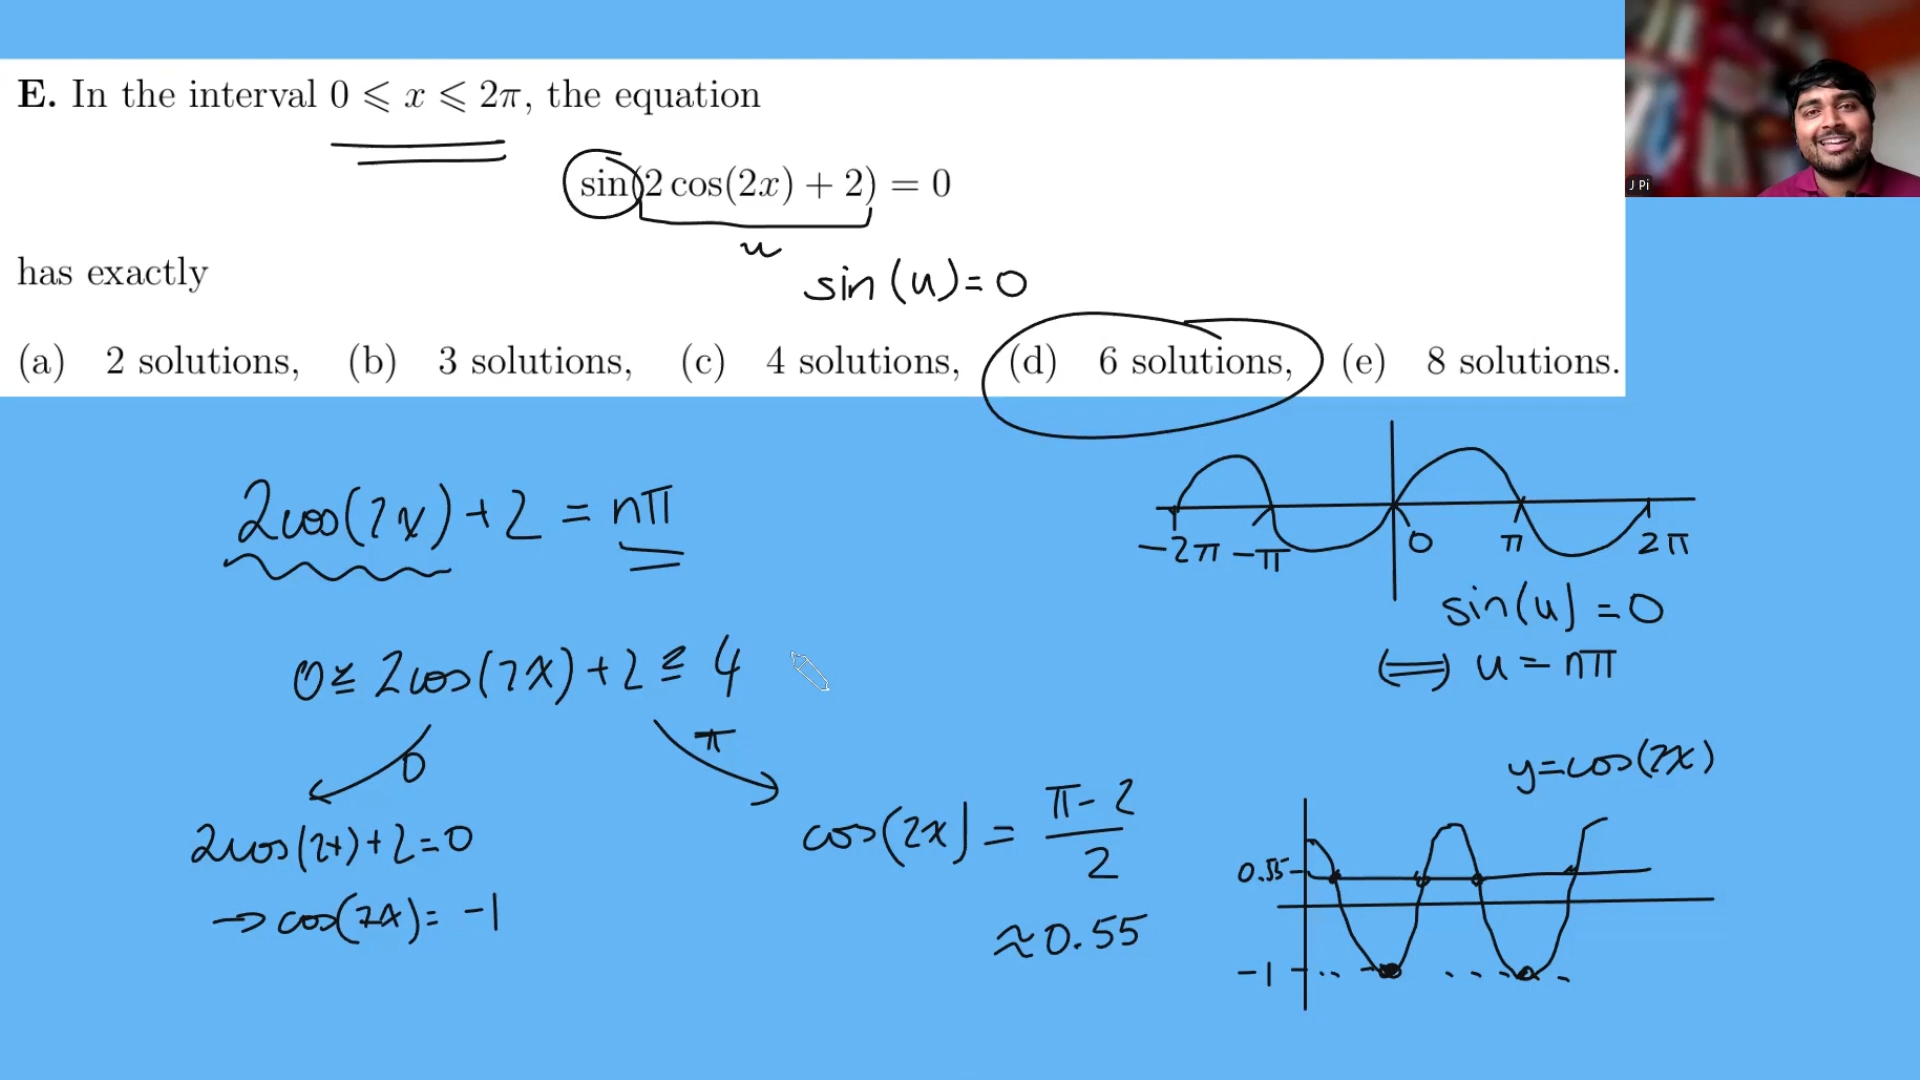 E. In the interval 0 ⩽ x ⩽ 2π, the equation
sin(2 cos(2x) + 2) = 0
u
has exactly
sin(u)=0
(a) 2 solutions, (b) 3 solutions, (c) 4 solutions, (d) 6 solutions, (e) 8 solutions.
J Pi
2cos(2x)+2 = nπ
-2π -π 0 π 2π
sin(u) = 0
⟺ u = nπ
0 ≤ 2cos(2x)+2 ≤ 4
0
π
2cos(2x)+2=0
→ cos(2x)= -1
cos(2x) = π-2/2
≈0.55
y=cos(2x)
0.55
-1